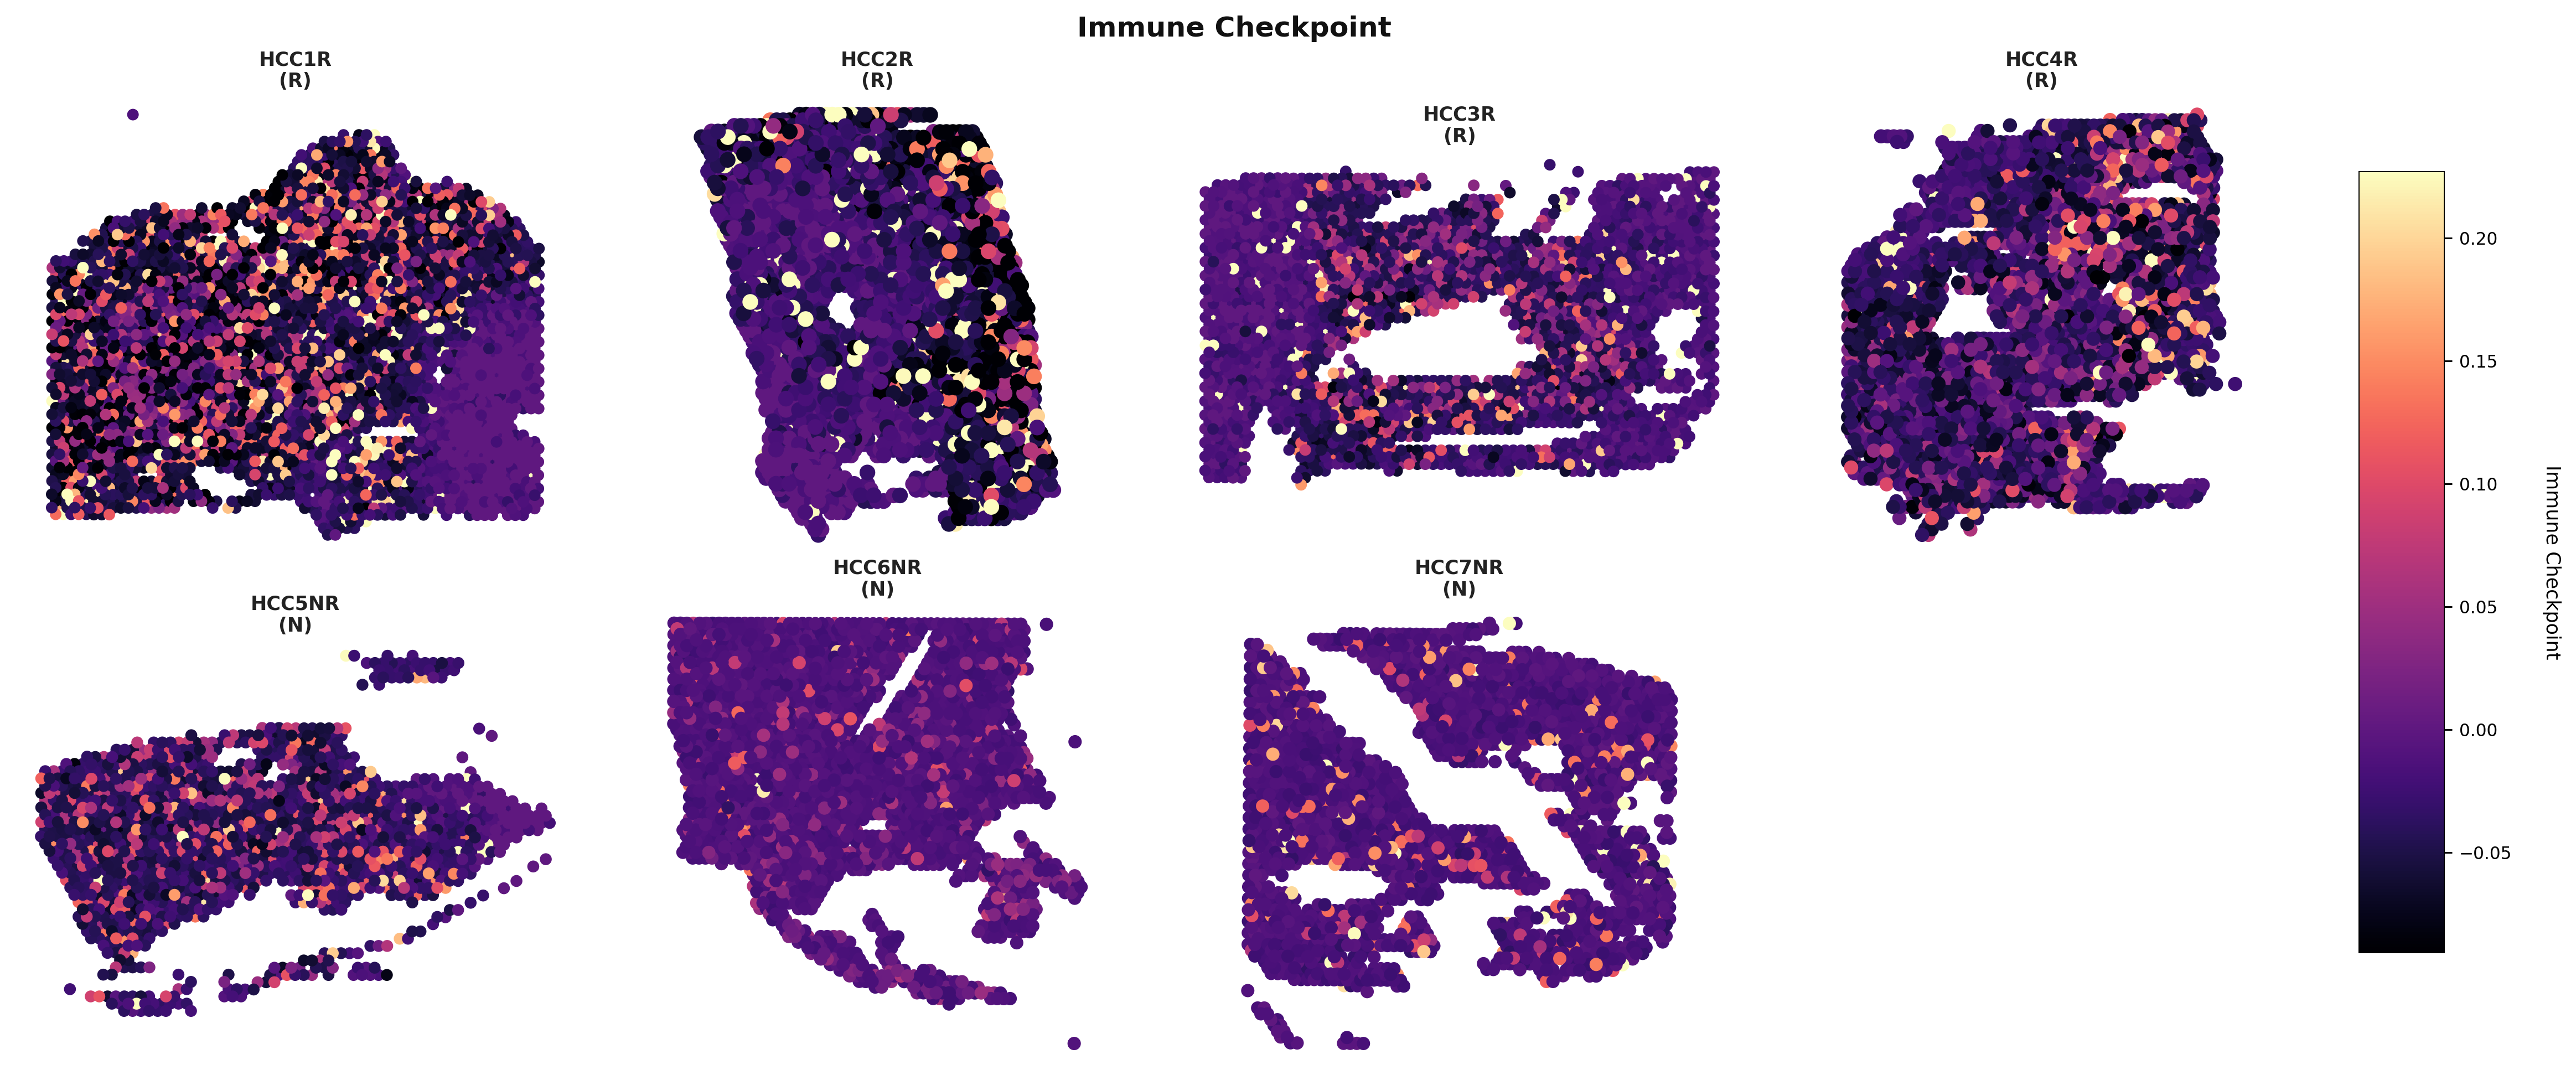 Immune Checkpoint
HCC1R
(R)
HCC2R
(R)
HCC3R
(R)
HCC4R
(R)
HCC5NR
(N)
HCC6NR
(N)
HCC7NR
(N)
0.20
0.15
0.10
0.05
0.00
−0.05
Immune Checkpoint